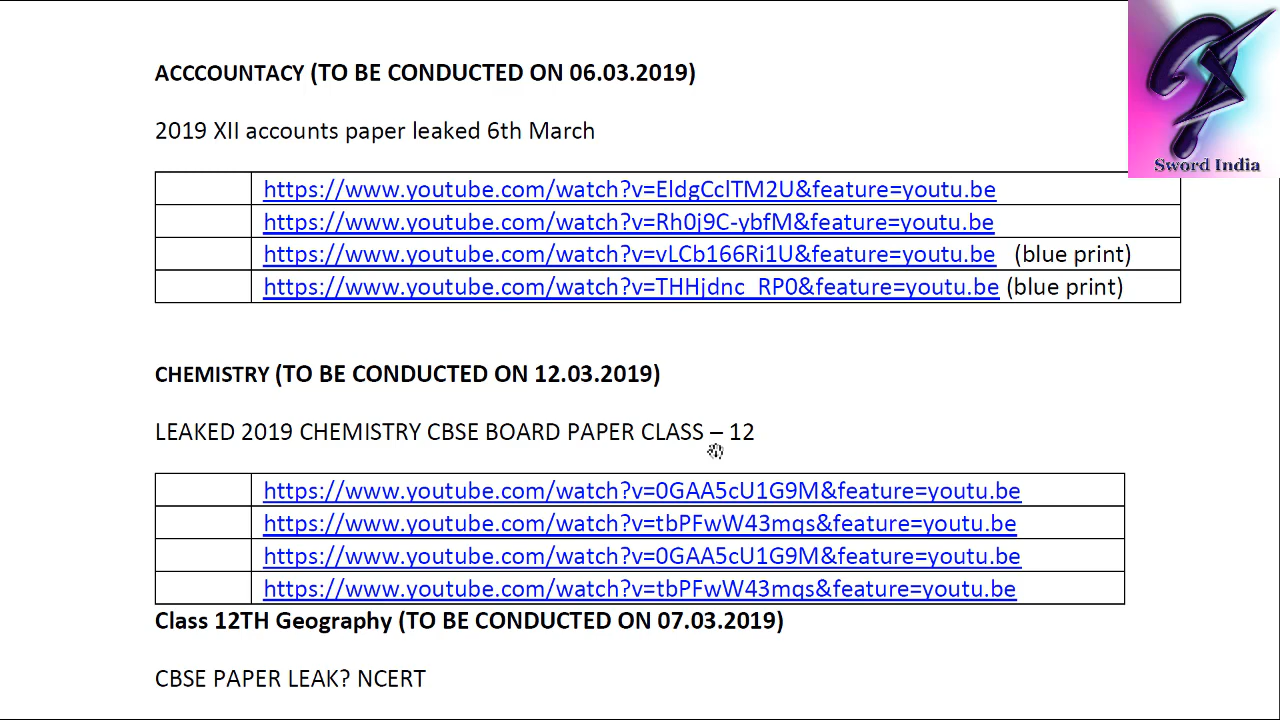 Sword India
ACCCOUNTACY (TO BE CONDUCTED ON 06.03.2019)
2019 XII accounts paper leaked 6th March
https://www.youtube.com/watch?v=EldgCclTM2U&feature=youtu.be
https://www.youtube.com/watch?v=Rh0j9C-ybfM&feature=youtu.be
https://www.youtube.com/watch?v=vLCb166Ri1U&feature=youtu.be (blue print)
https://www.youtube.com/watch?v=THHjdnc_RP0&feature=youtu.be (blue print)
CHEMISTRY (TO BE CONDUCTED ON 12.03.2019)
LEAKED 2019 CHEMISTRY CBSE BOARD PAPER CLASS – 12
https://www.youtube.com/watch?v=0GAA5cU1G9M&feature=youtu.be
https://www.youtube.com/watch?v=tbPFwW43mqs&feature=youtu.be
https://www.youtube.com/watch?v=0GAA5cU1G9M&feature=youtu.be
https://www.youtube.com/watch?v=tbPFwW43mqs&feature=youtu.be
Class 12TH Geography (TO BE CONDUCTED ON 07.03.2019)
CBSE PAPER LEAK? NCERT